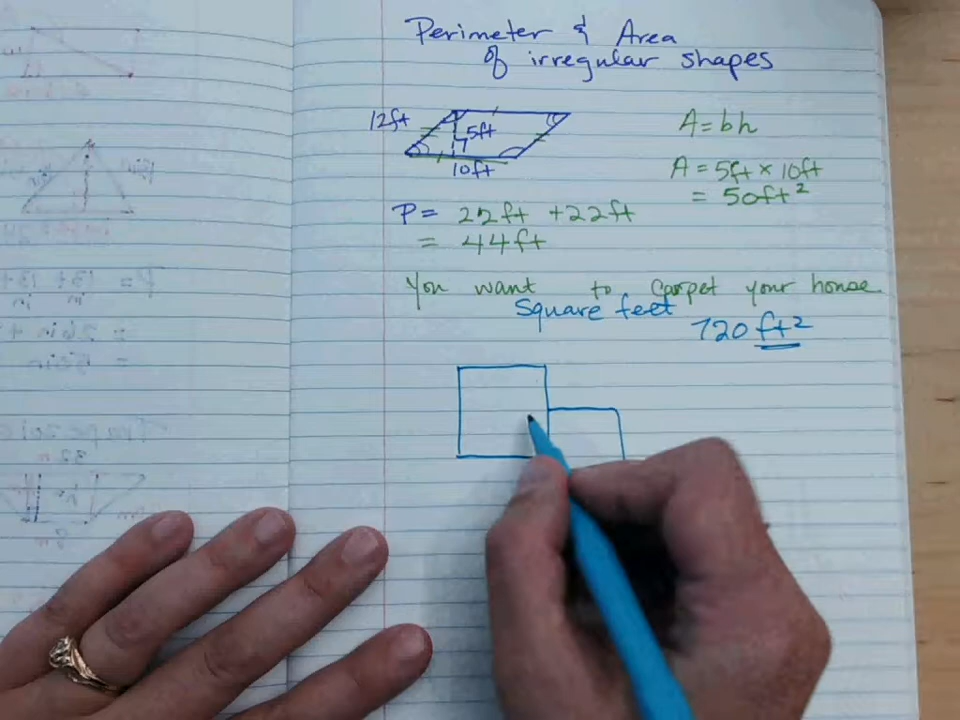 Perimeter & Area
of irregular shapes
12ft
5ft
10ft
A = bh
A = 5ft × 10ft
= 50ft²
P = 22ft + 22ft
= 44ft
You want to carpet your house.
Square feet
720 ft²